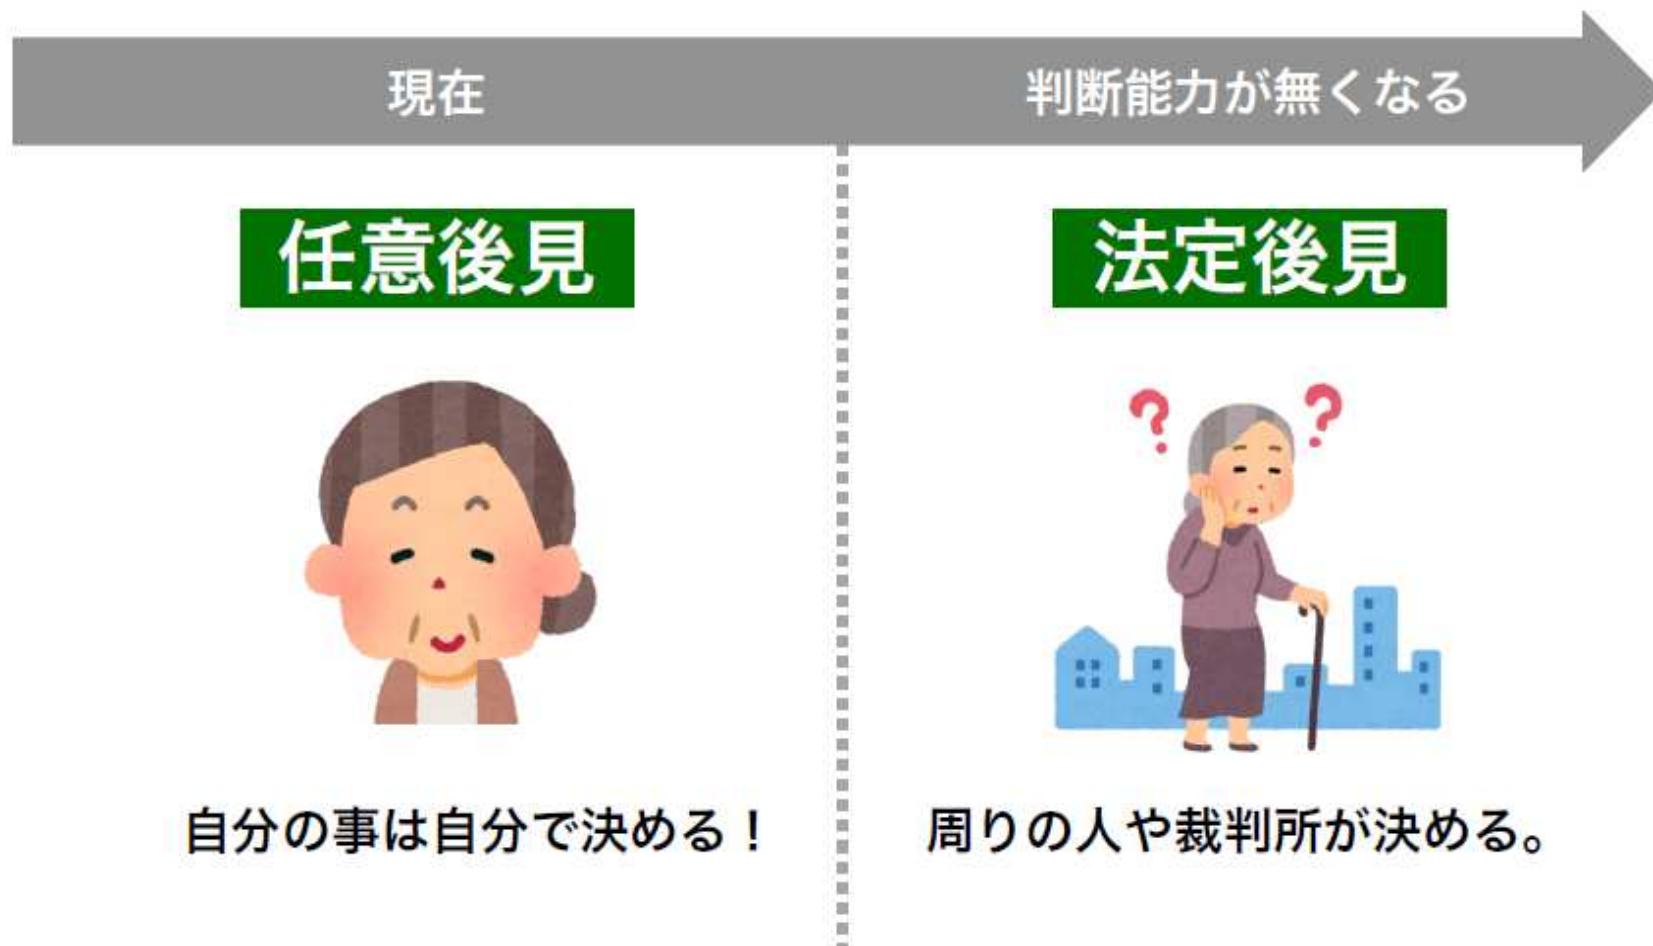 現在
判断能力が無くなる
任意後見
法定後見
??
自分の事は自分で決める！
周りの人や裁判所が決める。